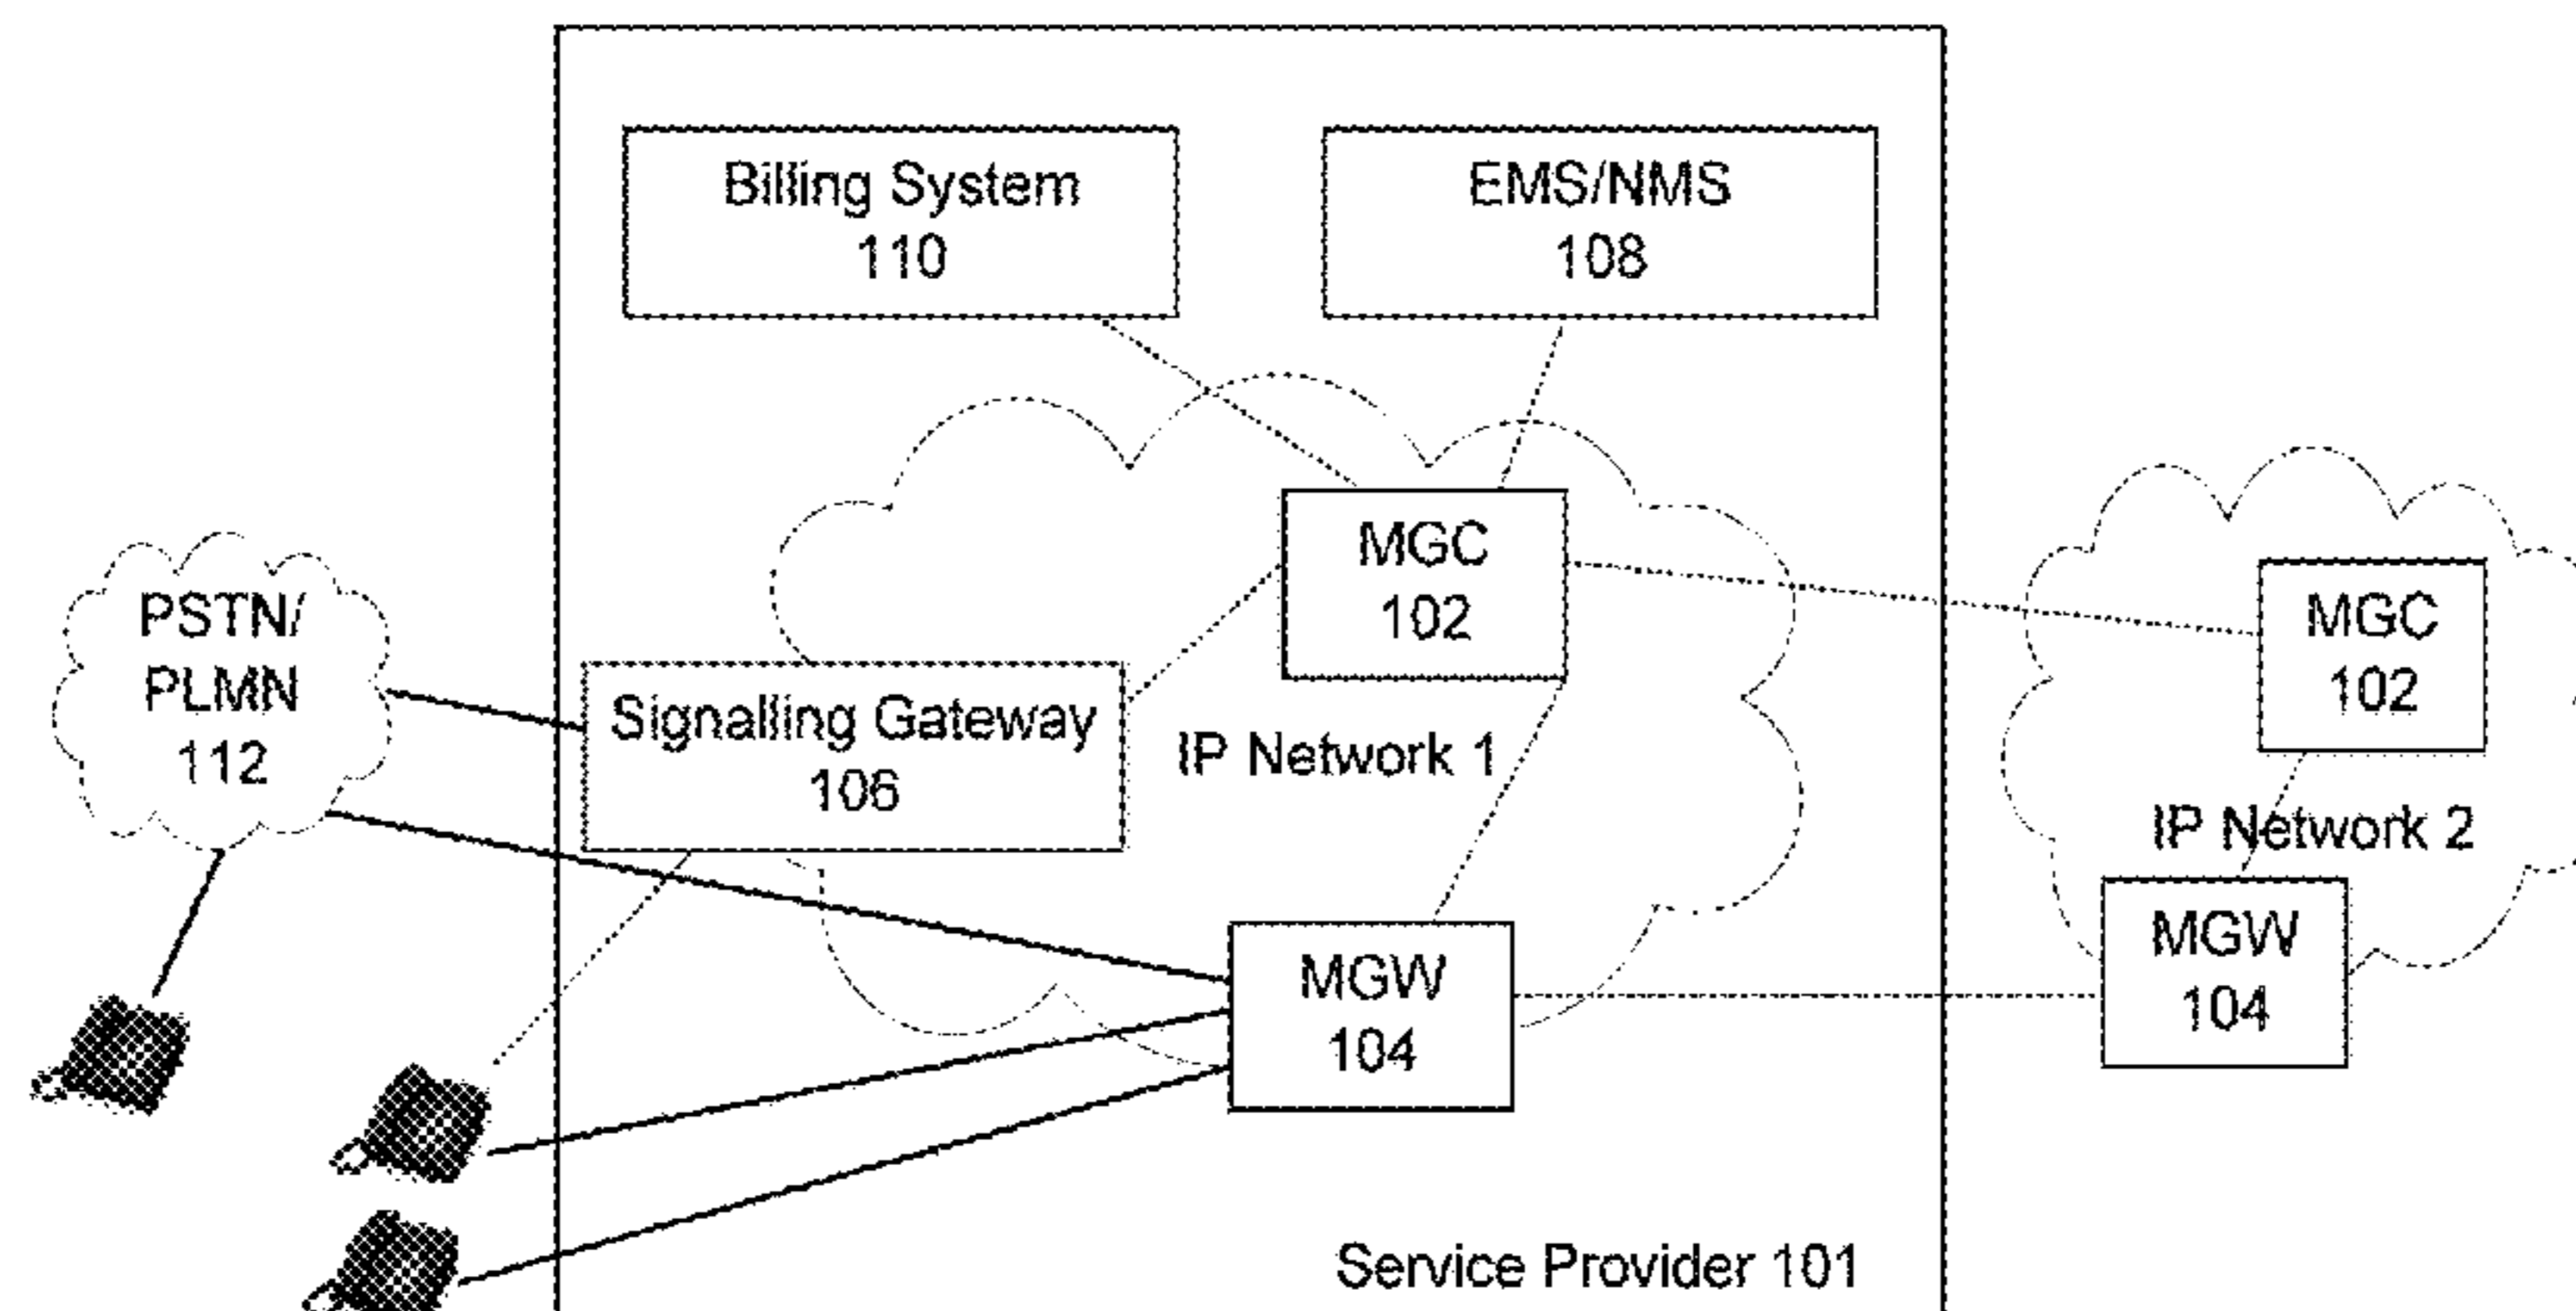 Billing System
110
EMS/NMS
108
MGC
102
PSTN/
PLMN
112
Signalling Gateway
106
IP Network 1
MGC
102
IP Network 2
MGW
104
MGW
104
Service Provider 101